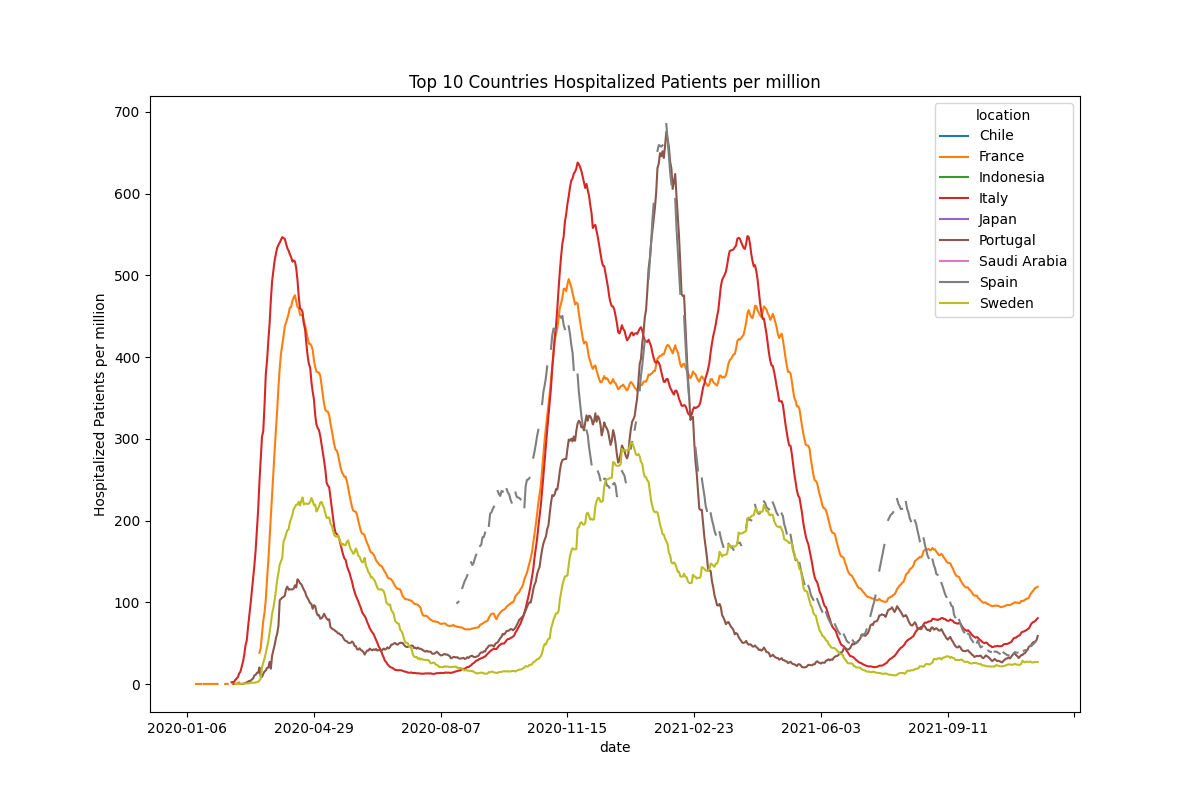 Top 10 Countries Hospitalized Patients per million
700
600
500
400
300
200
100
0
Hospitalized Patients per million
location
Chile
France
Indonesia
Italy
Japan
Portugal
Saudi Arabia
Spain
Sweden
2020-01-06
2020-04-29
2020-08-07
2020-11-15
2021-02-23
2021-06-03
2021-09-11
date